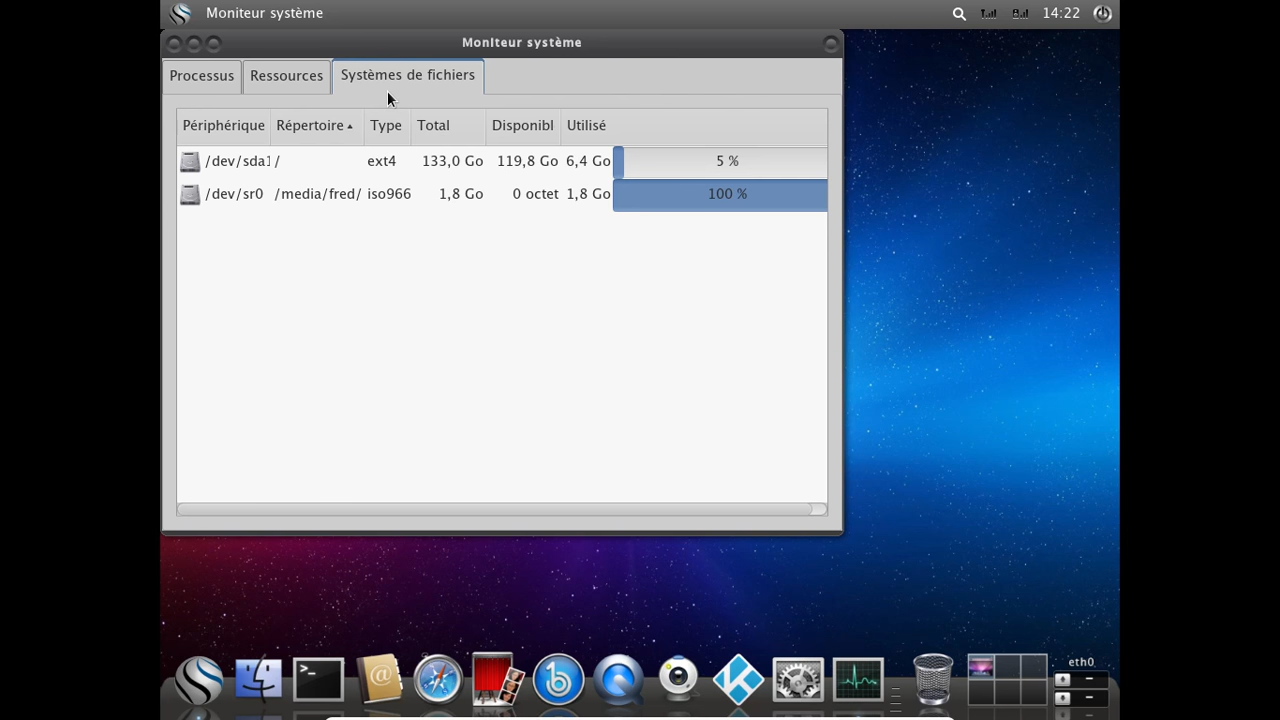 Moniteur système 14:22
Moniteur système
Processus Ressources Systèmes de fichiers
Périphérique Répertoire Type Total Disponibl Utilisé
/dev/sda1 / ext4 133,0 Go 119,8 Go 6,4 Go 5 %
/dev/sr0 /media/fred/ iso966 1,8 Go 0 octet 1,8 Go 100 %
eth0